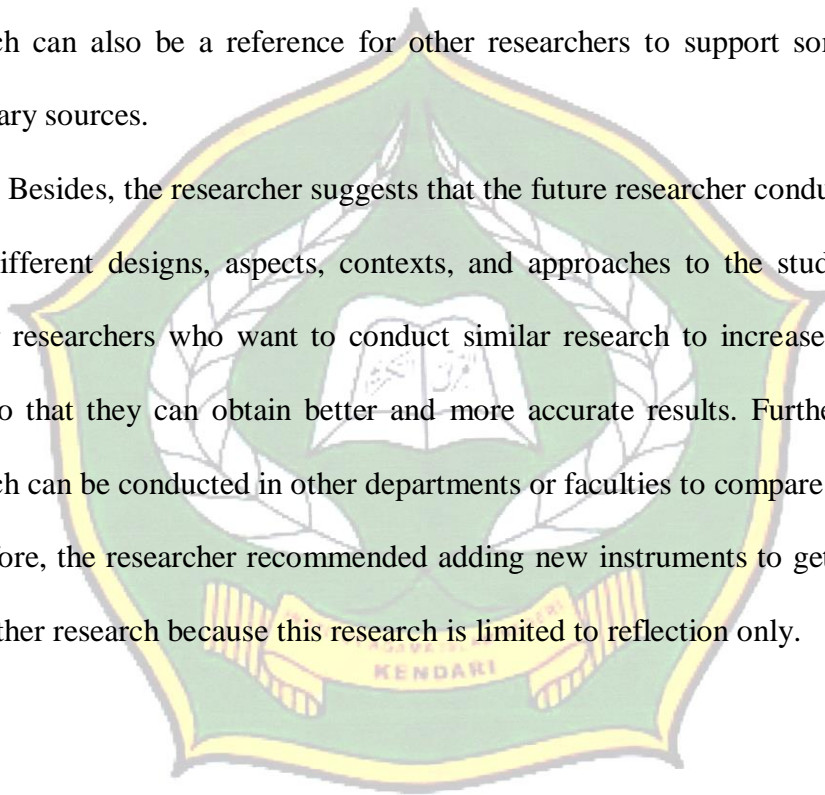 ch can also be a reference for other researchers to support so
ary sources.
Besides, the researcher suggests that the future researcher condu
ifferent designs, aspects, contexts, and approaches to the stud
researchers who want to conduct similar research to increase
o that they can obtain better and more accurate results. Furthe
ch can be conducted in other departments or faculties to compare
fore, the researcher recommended adding new instruments to get
ther research because this research is limited to reflection only.
KENDARI